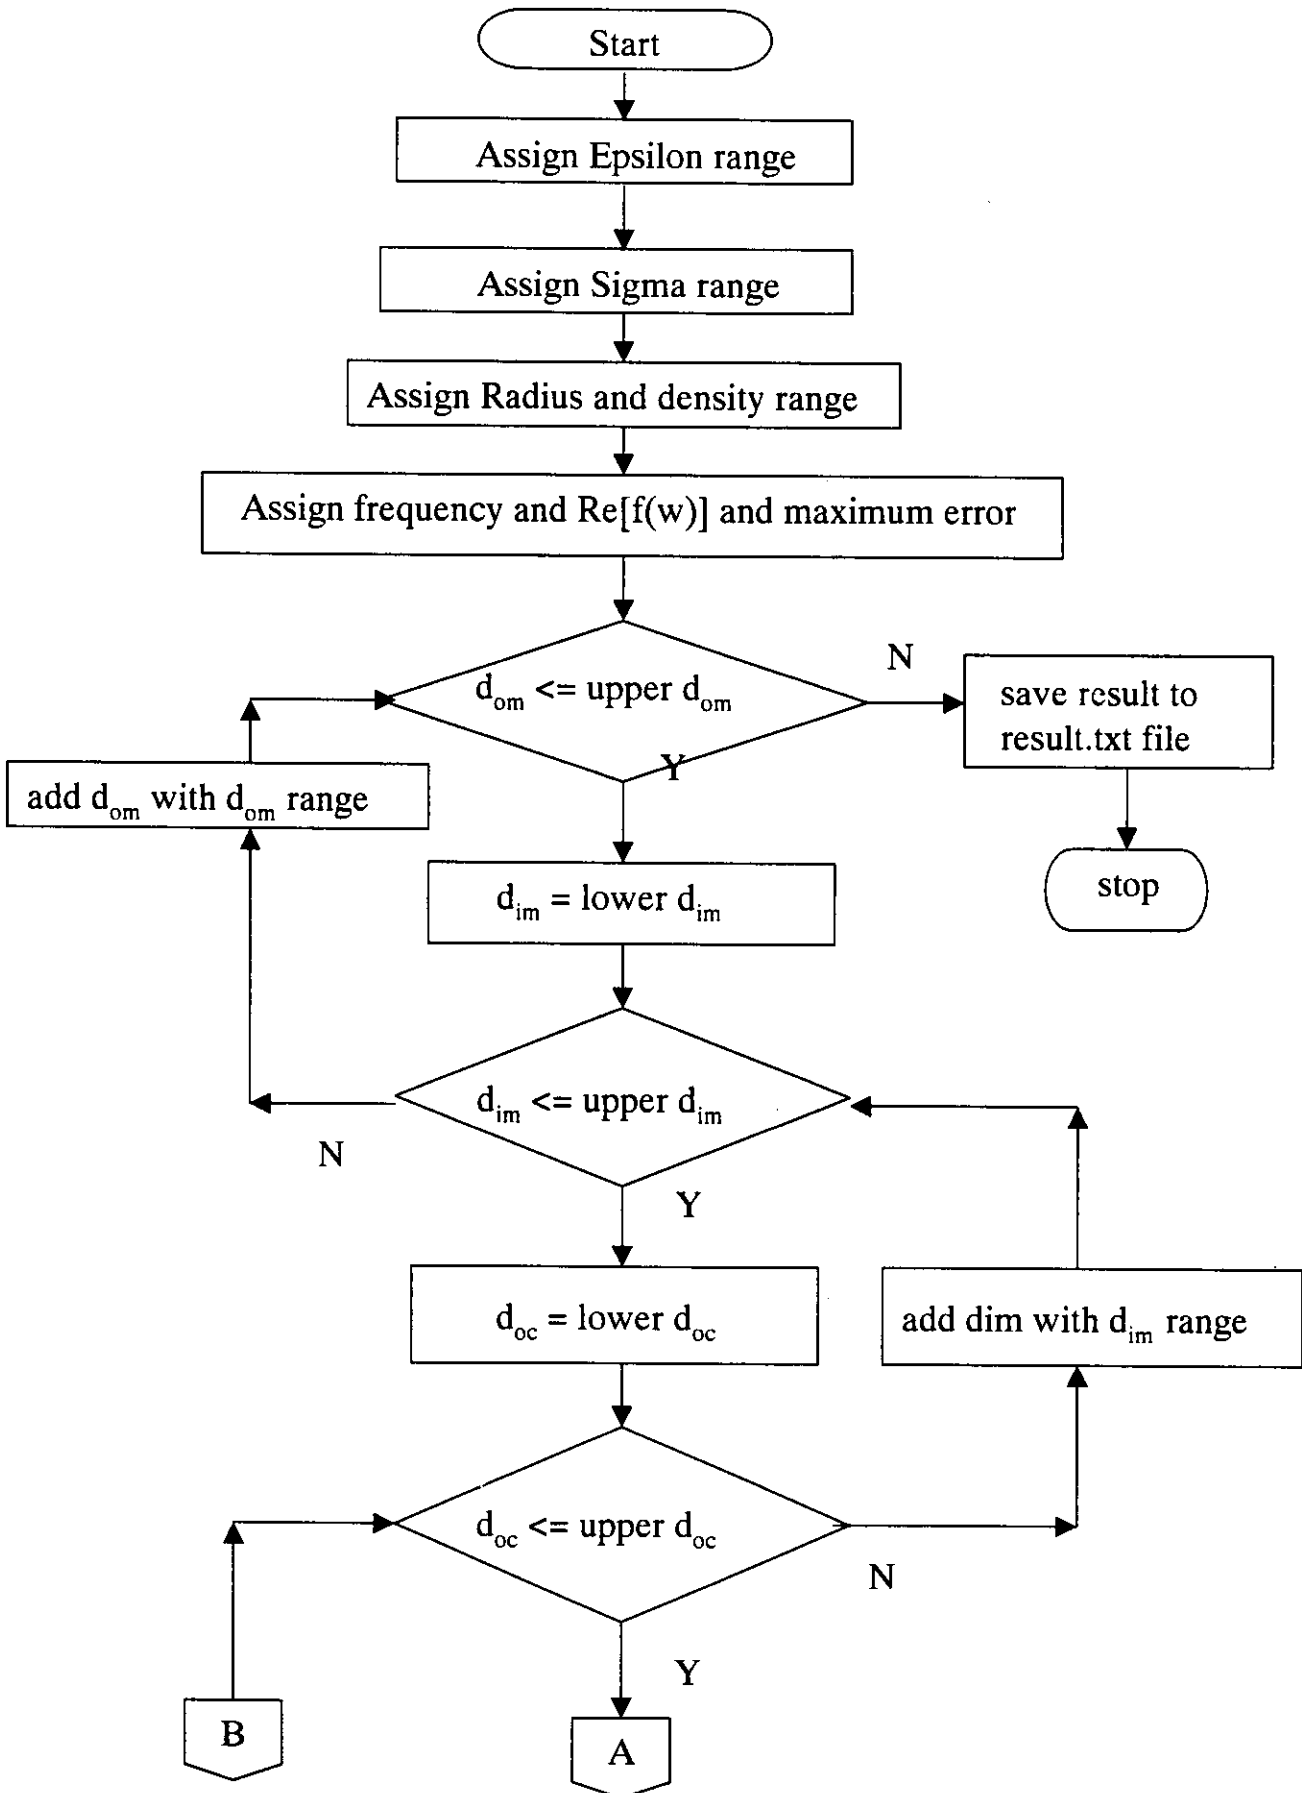 Start
Assign Epsilon range
Assign Sigma range
Assign Radius and density range
Assign frequency and Re[f(w)] and maximum error
d_om <= upper d_om
N
save result to
result.txt file
Y
add d_om with d_om range
stop
d_im = lower d_im
d_im <= upper d_im
N
Y
d_oc = lower d_oc
add dim with d_im range
d_oc <= upper d_oc
N
Y
B
A